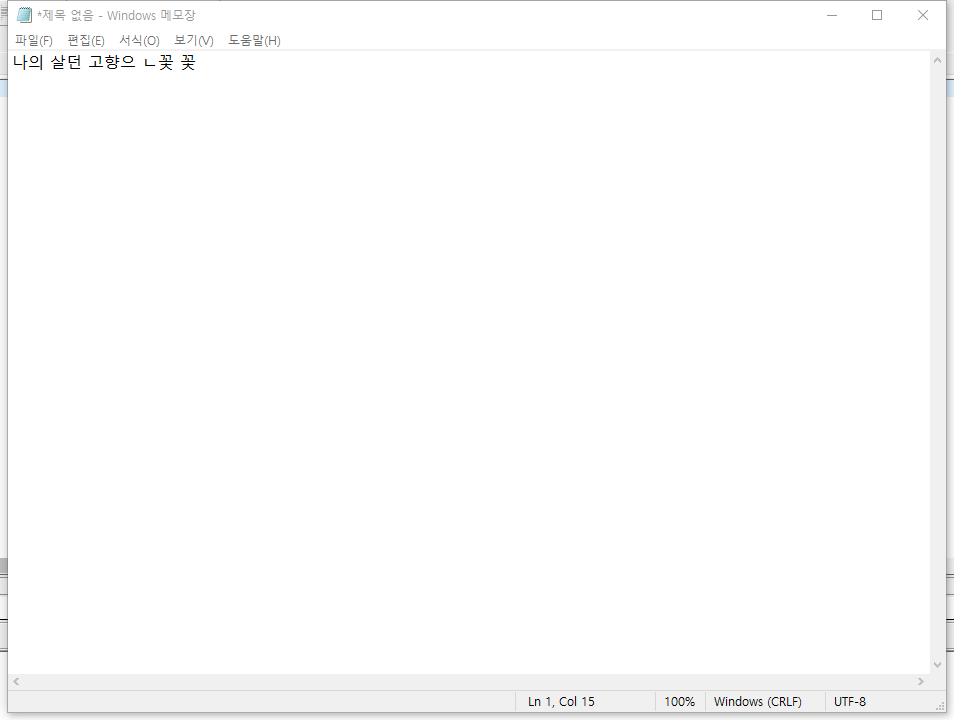 *제목 없음 - Windows 메모장
파일(F) 편집(E) 서식(O) 보기(V) 도움말(H)
나의 살던 고향으 ㄴ꽃 꽃
Ln 1, Col 15 100% Windows (CRLF) UTF-8